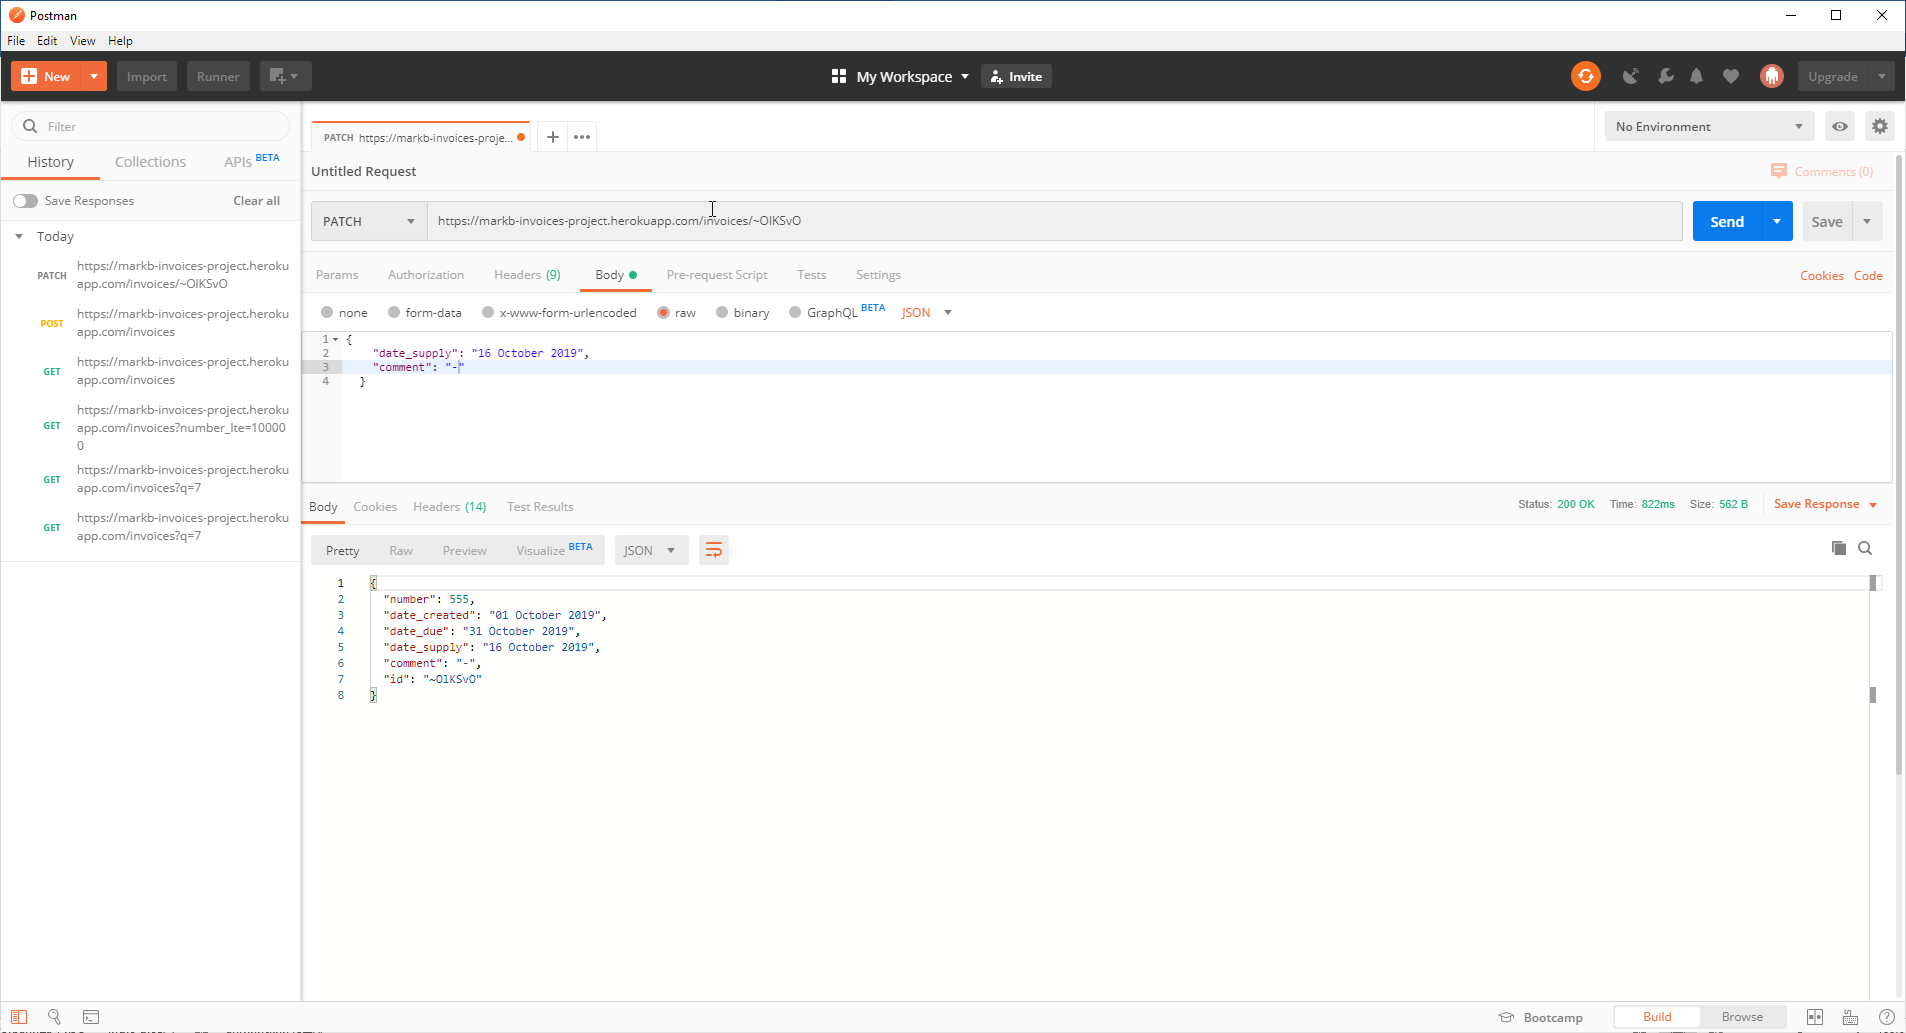 Postman
File Edit View Help
New Import Runner My Workspace Invite Upgrade
Filter
History Collections APIs BETA
Save Responses Clear all
Today
PATCH https://markb-invoices-project.heroku
app.com/invoices/~OlKSvO
POST https://markb-invoices-project.heroku
app.com/invoices
GET https://markb-invoices-project.heroku
app.com/invoices
GET https://markb-invoices-project.heroku
app.com/invoices?number_lte=10000
0
GET https://markb-invoices-project.heroku
app.com/invoices?q=7
GET https://markb-invoices-project.heroku
app.com/invoices?q=7
PATCH https://markb-invoices-proje...
No Environment
Untitled Request
Comments (0)
PATCH https://markb-invoices-project.herokuapp.com/invoices/~OlKSvO Send Save
Params Authorization Headers (9) Body Pre-request Script Tests Settings Cookies Code
none form-data x-www-form-urlencoded raw binary GraphQL BETA JSON
1 {
2 "date_supply": "16 October 2019",
3 "comment": "-"
4 }
Body Cookies Headers (14) Test Results Status: 200 OK Time: 822ms Size: 562 B Save Response
Pretty Raw Preview Visualize BETA JSON
1 {
2 "number": 555,
3 "date_created": "01 October 2019",
4 "date_due": "31 October 2019",
5 "date_supply": "16 October 2019",
6 "comment": "-",
7 "id": "~OlKSvO"
8 }
Bootcamp Build Browse